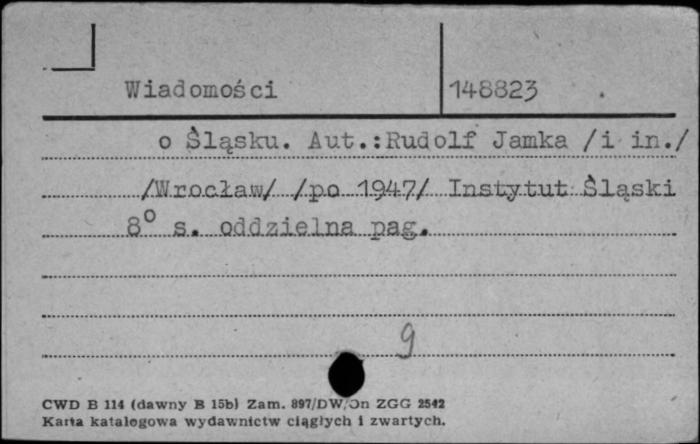 Wiadomości 148823
o Śląsku. Aut.:Rudolf Jamka /i in./
/Wrocław/ /po 1947/ Instytut Śląski
8° s. oddzielna pag.
9
CWD B 114 (dawny B 15b) Zam. 897/DW/Dn ZGG 2542
Karta katalogowa wydawnictw ciągłych i zwartych.